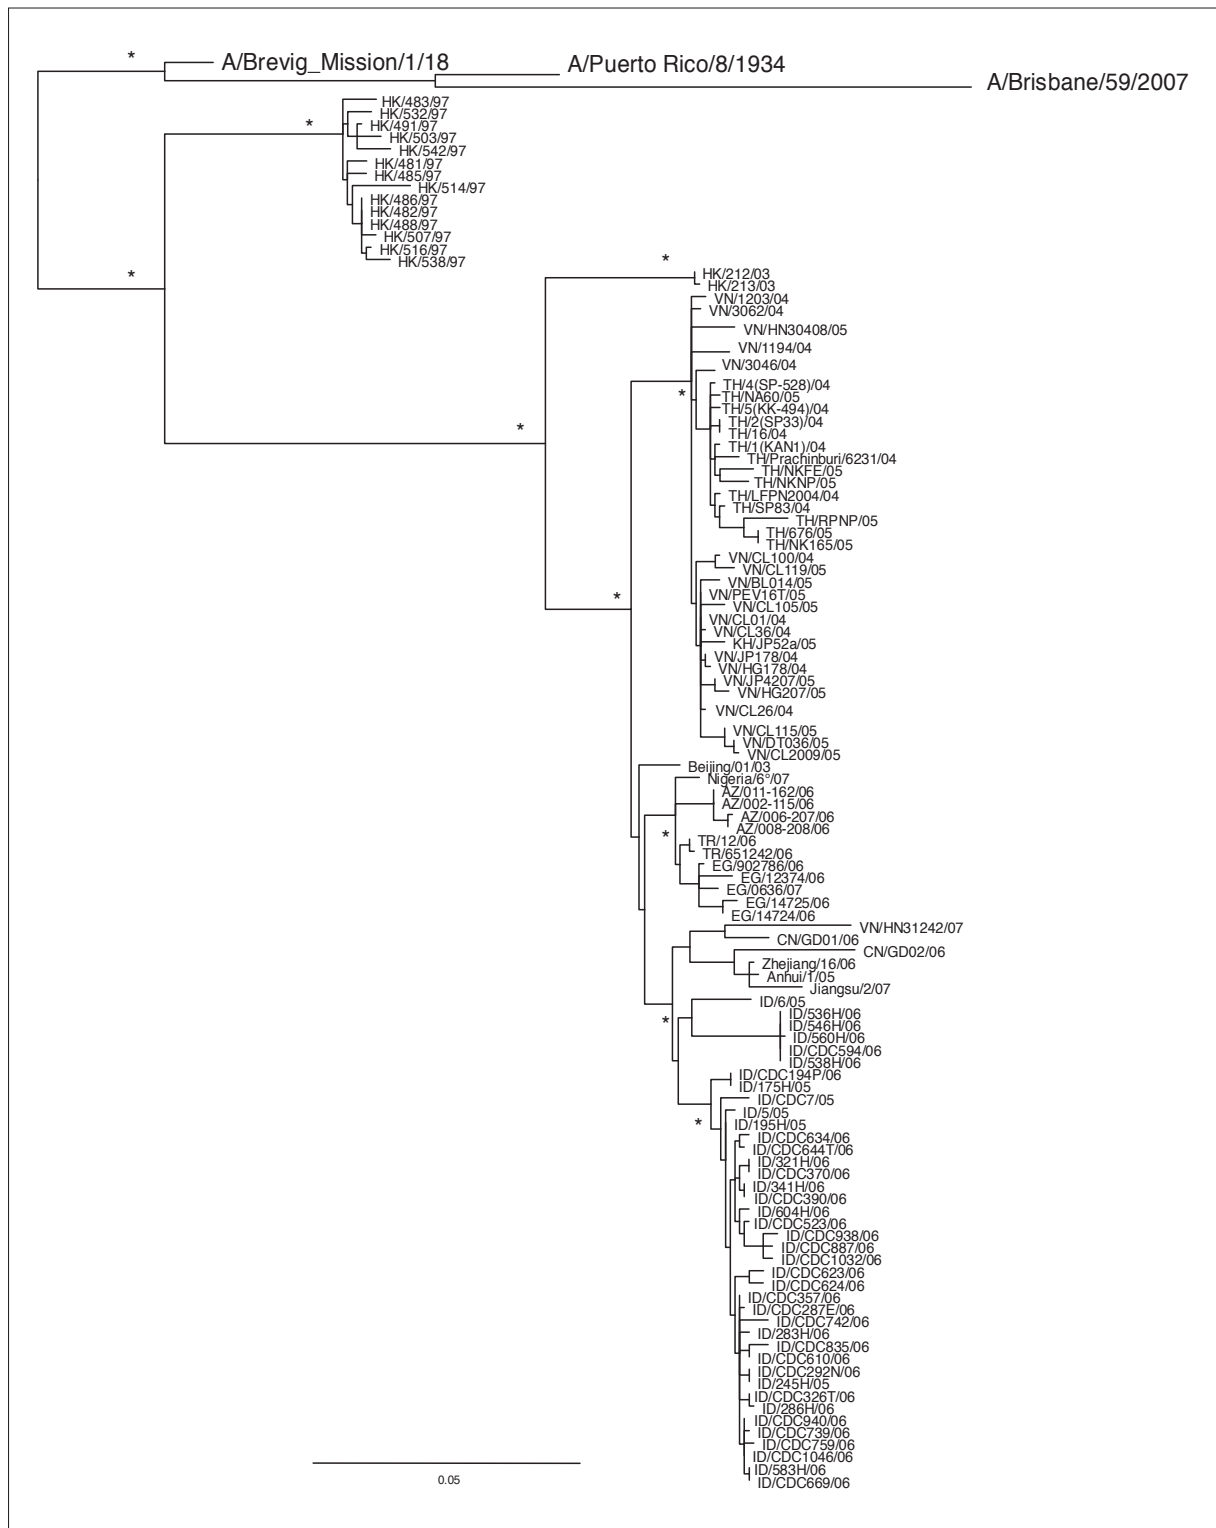 *
A/Brevig_Mission/1/18
A/Puerto Rico/8/1934
A/Brisbane/59/2007
HK/483/97
HK/532/97
*
HK/491/97
HK/503/97
HK/542/97
HK/481/97
HK/485/97
HK/514/97
HK/486/97
HK/482/97
HK/488/97
HK/507/97
HK/516/97
HK/538/97
*
*
HK/212/03
HK/213/03
VN/1203/04
VN/3062/04
VN/HN30408/05
VN/1194/04
VN/3046/04
TH/4(SP-528)/04
*
TH/NA60/05
TH/5(KK-494)/04
TH/2(SP33)/04
*
TH/16/04
TH/1(KAN1)/04
TH/Prachinburi/6231/04
TH/NKFE/05
TH/NKNP/05
TH/LFPN2004/04
TH/SP83/04
TH/RPNP/05
TH/676/05
TH/NK165/05
VN/CL100/04
VN/CL119/05
VN/BL014/05
*
VN/PEV16T/05
VN/CL105/05
VN/CL01/04
VN/CL36/04
KH/JP52a/05
VN/JP178/04
VN/HG178/04
VN/JP4207/05
VN/HG207/05
VN/CL26/04
VN/CL115/05
VN/DT036/05
VN/CL2009/05
Beijing/01/03
Nigeria/6°/07
AZ/011-162/06
AZ/002-115/06
AZ/006-207/06
AZ/008-208/06
*
TR/12/06
TR/651242/06
EG/902786/06
EG/12374/06
EG/0636/07
EG/14725/06
EG/14724/06
VN/HN31242/07
CN/GD01/06
CN/GD02/06
Zhejiang/16/06
Anhui/1/05
Jiangsu/2/07
ID/6/05
ID/536H/06
*
ID/546H/06
ID/560H/06
ID/CDC594/06
ID/538H/06
ID/CDC194P/06
ID/175H/05
ID/CDC7/05
ID/5/05
*
ID/195H/05
ID/CDC634/06
ID/CDC644T/06
ID/321H/06
ID/CDC370/06
ID/341H/06
ID/CDC390/06
ID/604H/06
ID/CDC523/06
ID/CDC938/06
ID/CDC887/06
ID/CDC1032/06
ID/CDC623/06
ID/CDC624/06
ID/CDC357/06
ID/CDC287E/06
ID/CDC742/06
ID/283H/06
ID/CDC835/06
ID/CDC610/06
ID/CDC292N/06
ID/245H/05
ID/CDC326T/06
ID/286H/06
ID/CDC940/06
ID/CDC739/06
ID/CDC759/06
ID/CDC1046/06
ID/583H/06
ID/CDC669/06
0.05